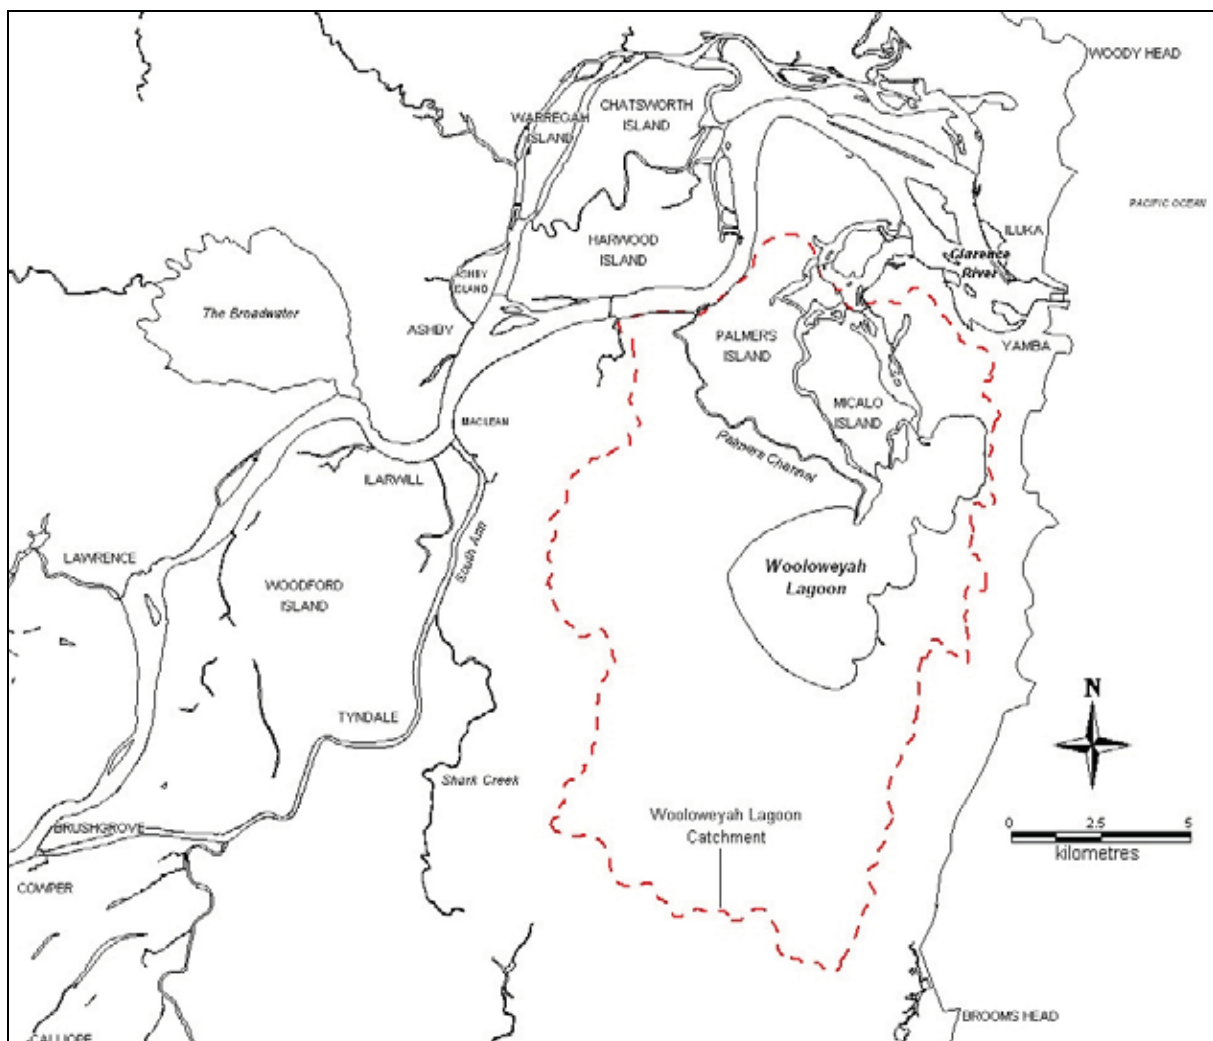 WOODY HEAD
CHATSWORTH
ISLAND
WARREGAH
ISLAND
PACIFIC OCEAN
ILUKA
HARWOOD
ISLAND
Clarence
River
The Broadwater
ASHBY
PALMERS
ISLAND
YAMBA
MICALO
ISLAND
MACLEAN
Palmers Channel
ILARWILL
South Arm
LAWRENCE
WOODFORD
ISLAND
Wooloweyah
Lagoon
N
TYNDALE
Shark Creek
Wooloweyah Lagoon
Catchment
0 2.5 5
kilometres
BRUSHGROVE
COWPER
BROOMS HEAD
CALLIOPE